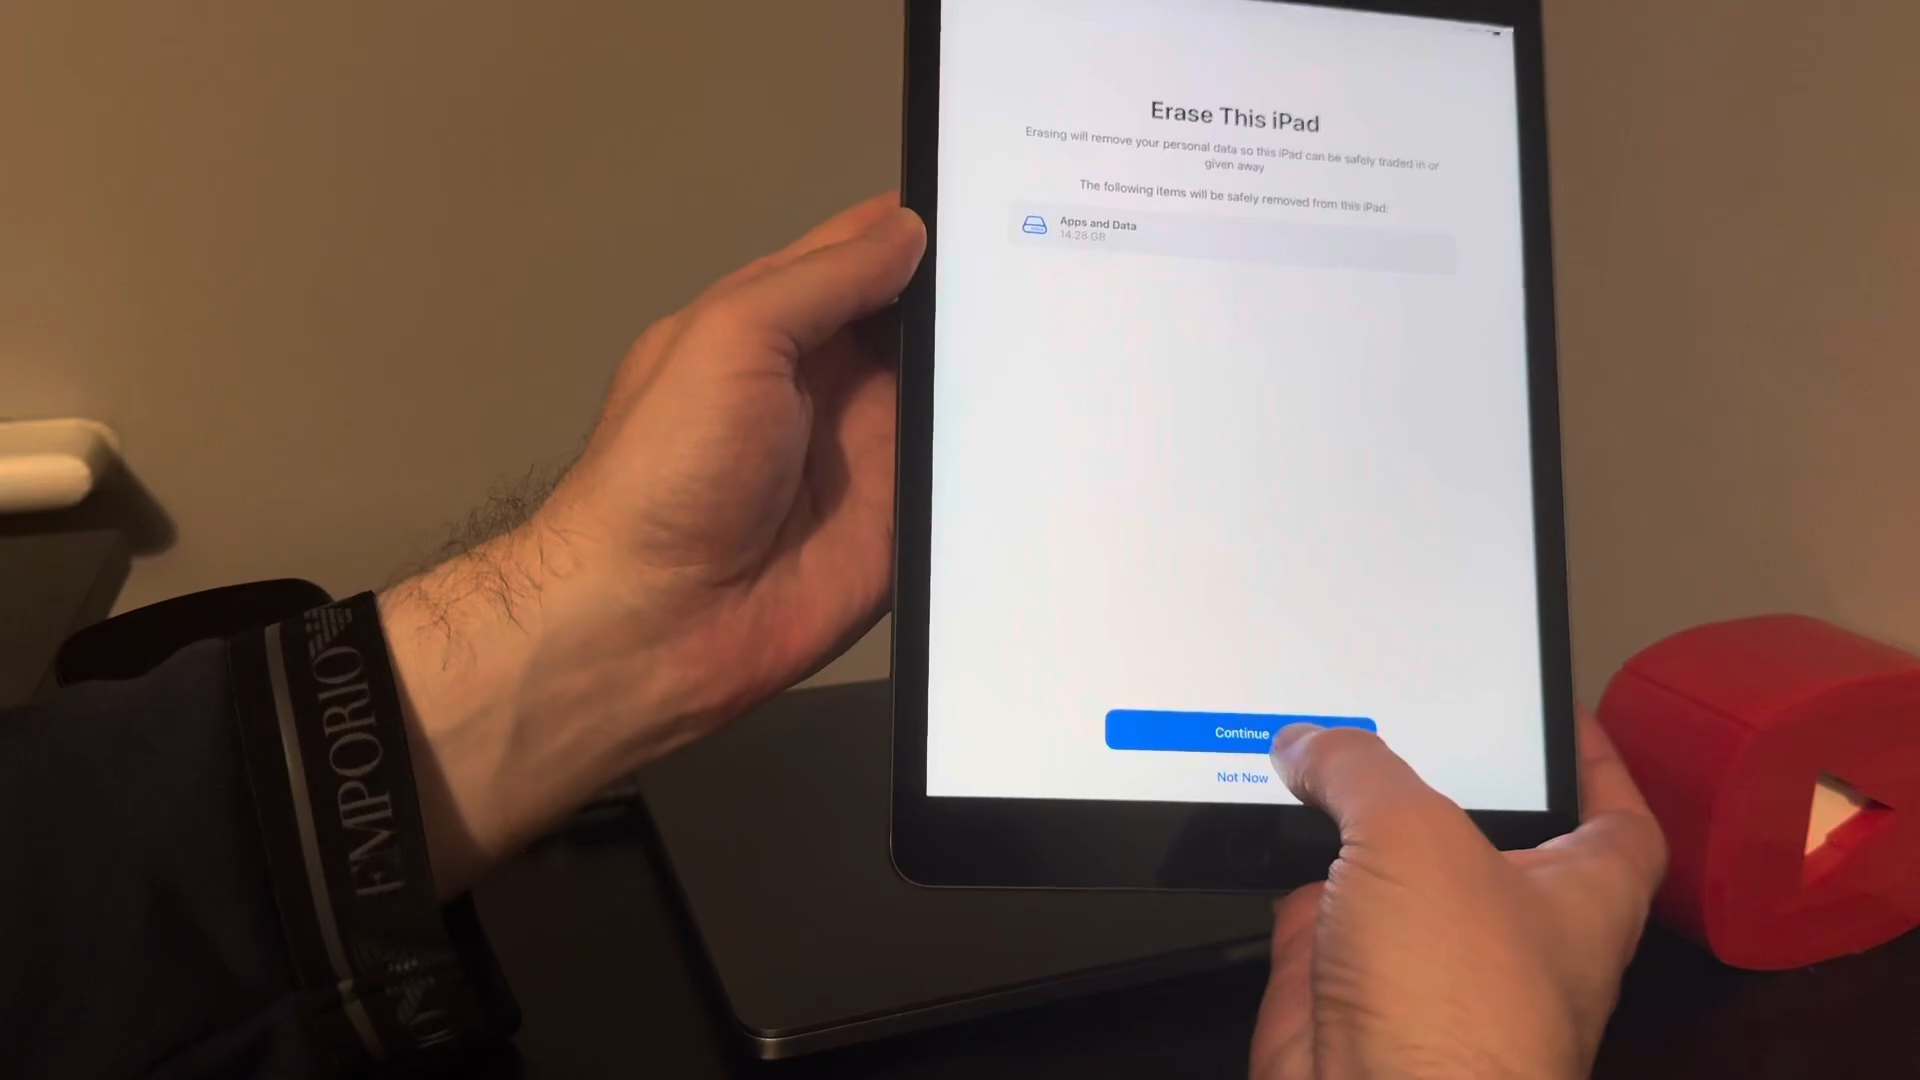 Erase This iPad
Erasing will remove your personal data so this iPad can be safely traded in or
given away
The following items will be safely removed from this iPad:
Apps and Data
14.28 GB
Continue
Not Now
EMPORIO